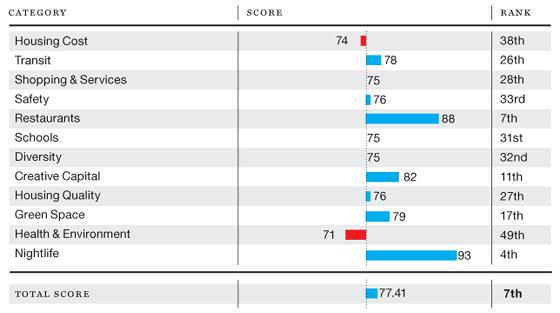 CATEGORY SCORE RANK
Housing Cost 74 38th
Transit 78 26th
Shopping & Services 75 28th
Safety 76 33rd
Restaurants 88 7th
Schools 75 31st
Diversity 75 32nd
Creative Capital 82 11th
Housing Quality 76 27th
Green Space 79 17th
Health & Environment 71 49th
Nightlife 93 4th
TOTAL SCORE 77.41 7th